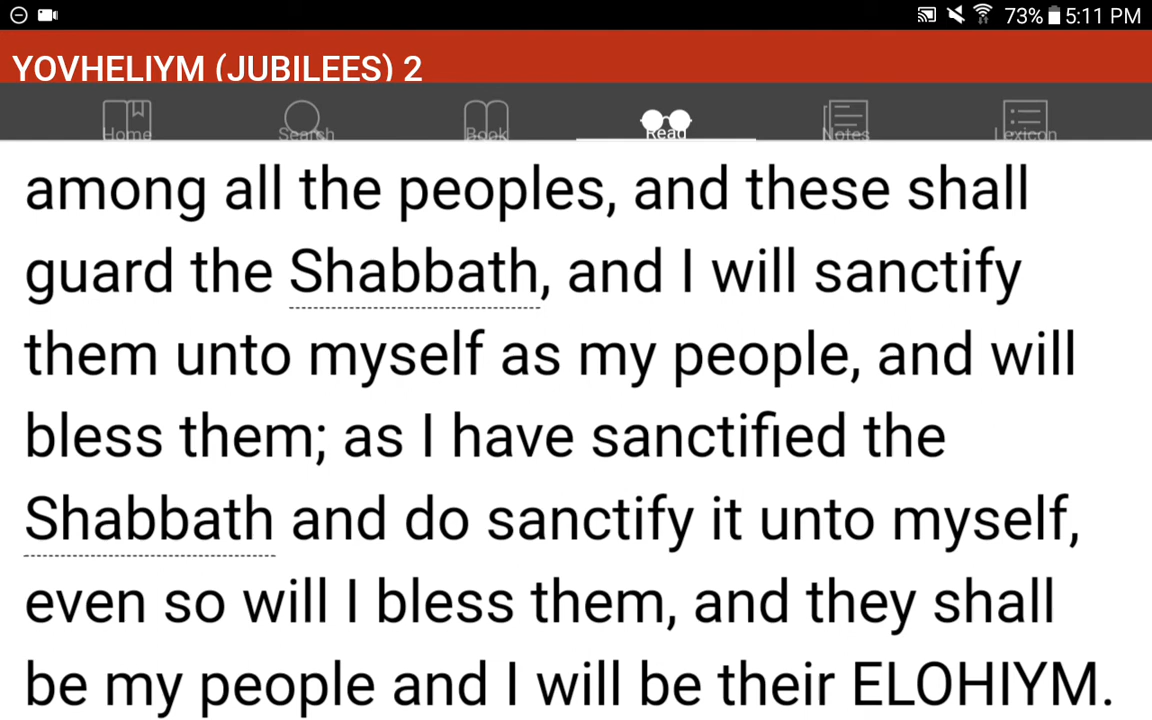 73% 5:11 PM
YOVHELIYM (JUBILEES) 2
Home Search Book Read Notes Lexicon
among all the peoples, and these shall
guard the Shabbath, and I will sanctify
them unto myself as my people, and will
bless them; as I have sanctified the
Shabbath and do sanctify it unto myself,
even so will I bless them, and they shall
be my people and I will be their ELOHIYM.